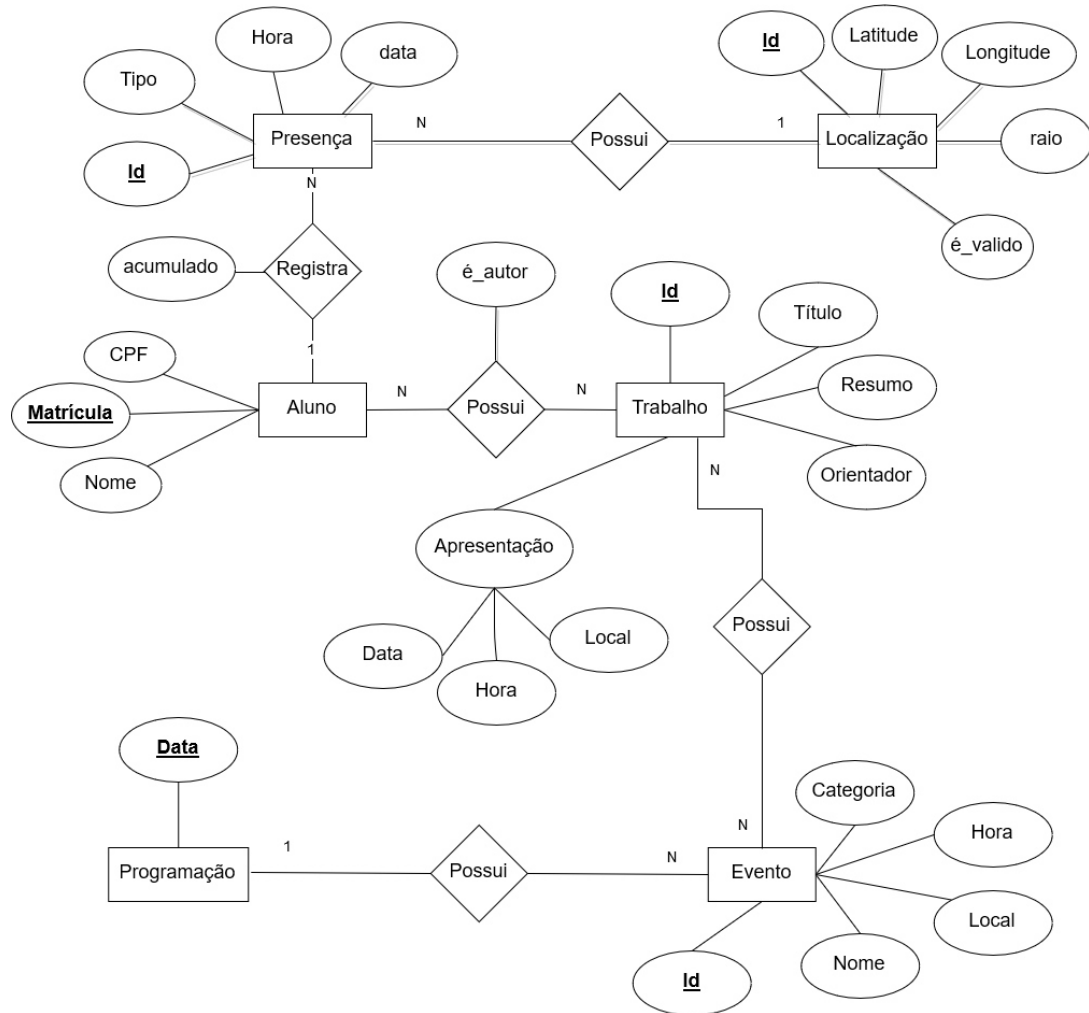 Hora
data
Id
Latitude
Longitude
Tipo
Presença
N
Possui
1
Localização
raio
Id
N
é_valido
acumulado
Registra
é_autor
Id
Título
1
CPF
Matrícula
Aluno
N
Possui
N
Trabalho
Resumo
Nome
N
Orientador
Apresentação
Data
Hora
Local
Possui
Data
Categoria
N
Hora
Programação
1
Possui
N
Evento
Local
Nome
Id